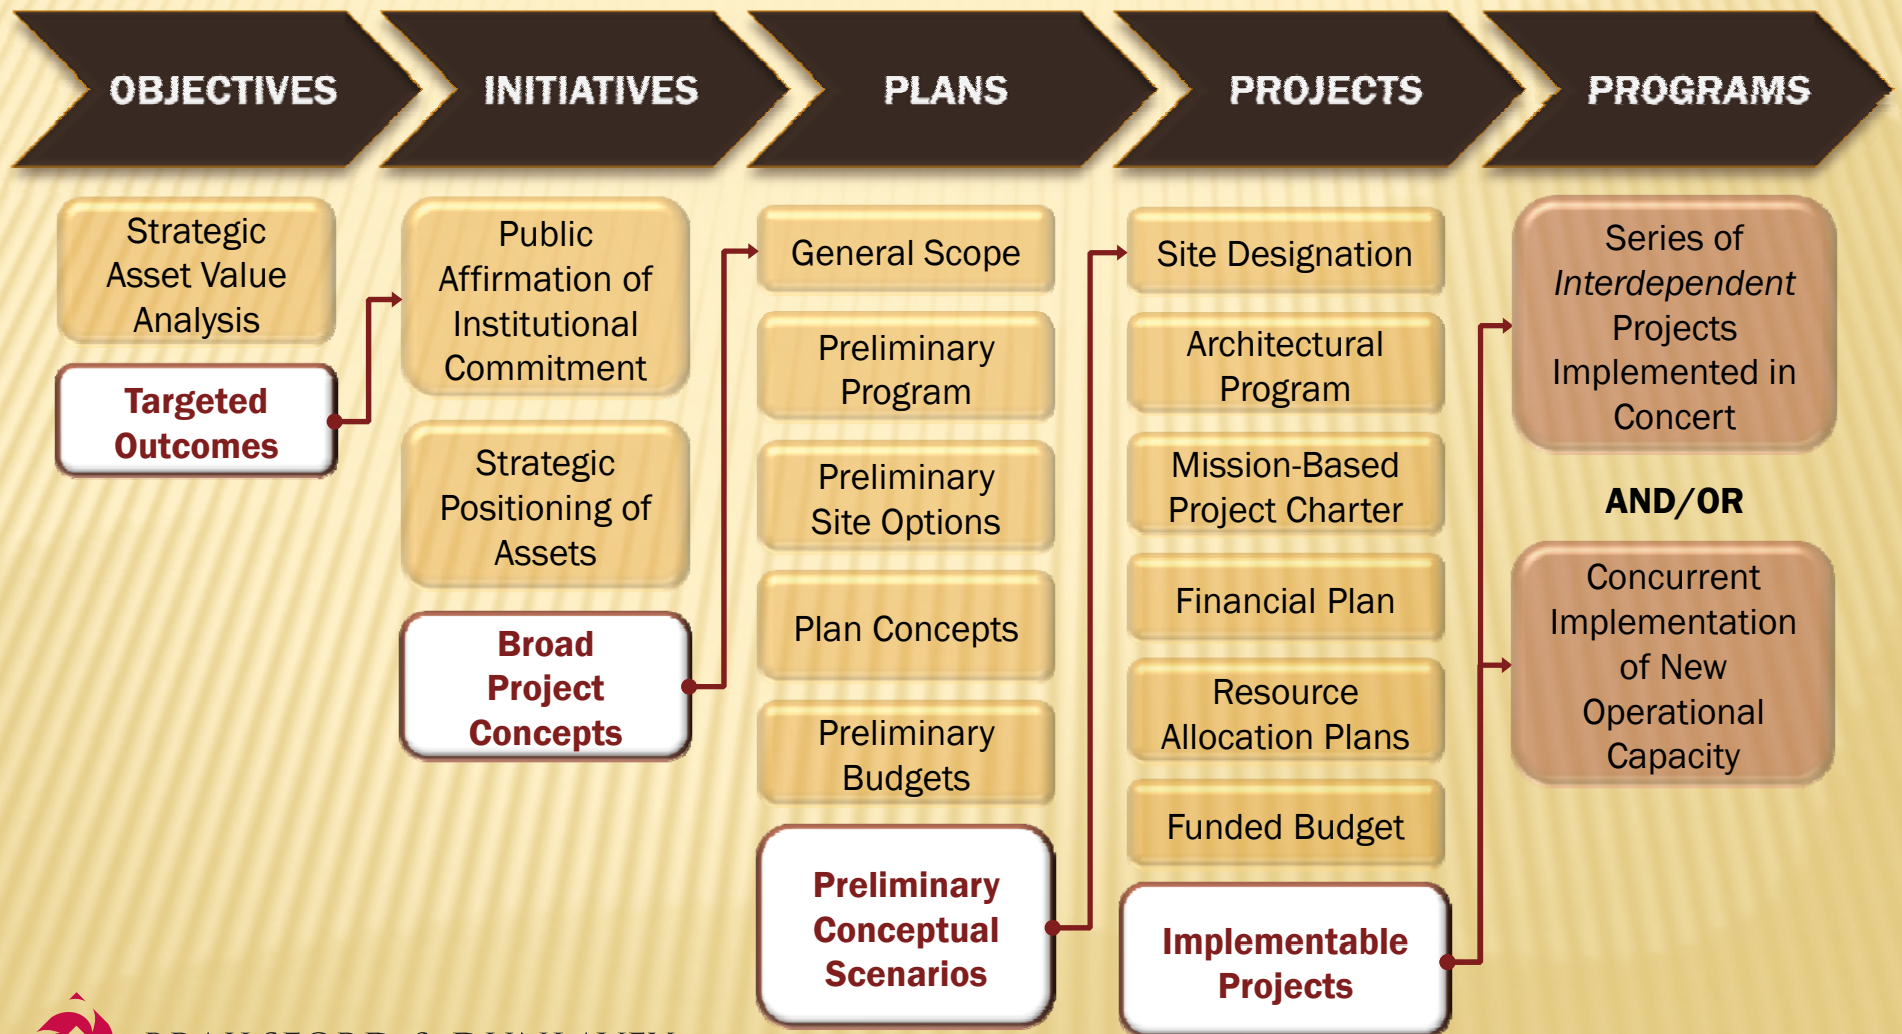 OBJECTIVES
INITIATIVES
PLANS
PROJECTS
PROGRAMS
Strategic
Asset Value
Analysis
Targeted
Outcomes
Public
Affirmation of
Institutional
Commitment
Strategic
Positioning of
Assets
Broad
Project
Concepts
General Scope
Preliminary
Program
Preliminary
Site Options
Plan Concepts
Preliminary
Budgets
Preliminary
Conceptual
Scenarios
Site Designation
Architectural
Program
Mission-Based
Project Charter
Financial Plan
Resource
Allocation Plans
Funded Budget
Implementable
Projects
Series of
Interdependent
Projects
Implemented in
Concert
AND/OR
Concurrent
Implementation
of New
Operational
Capacity